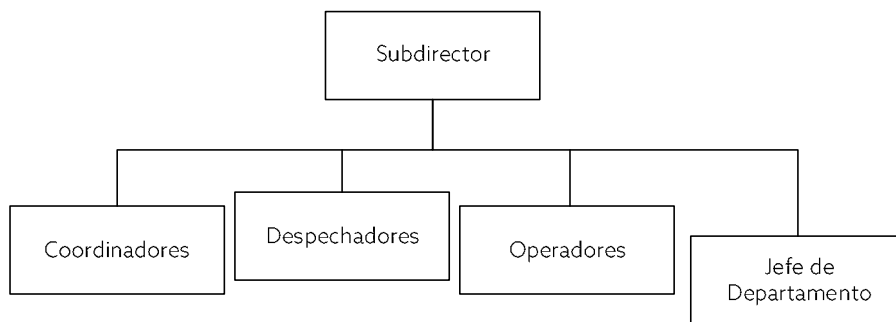 Subdirector
Coordinadores
Despechadores
Operadores
Jefe de
Departamento